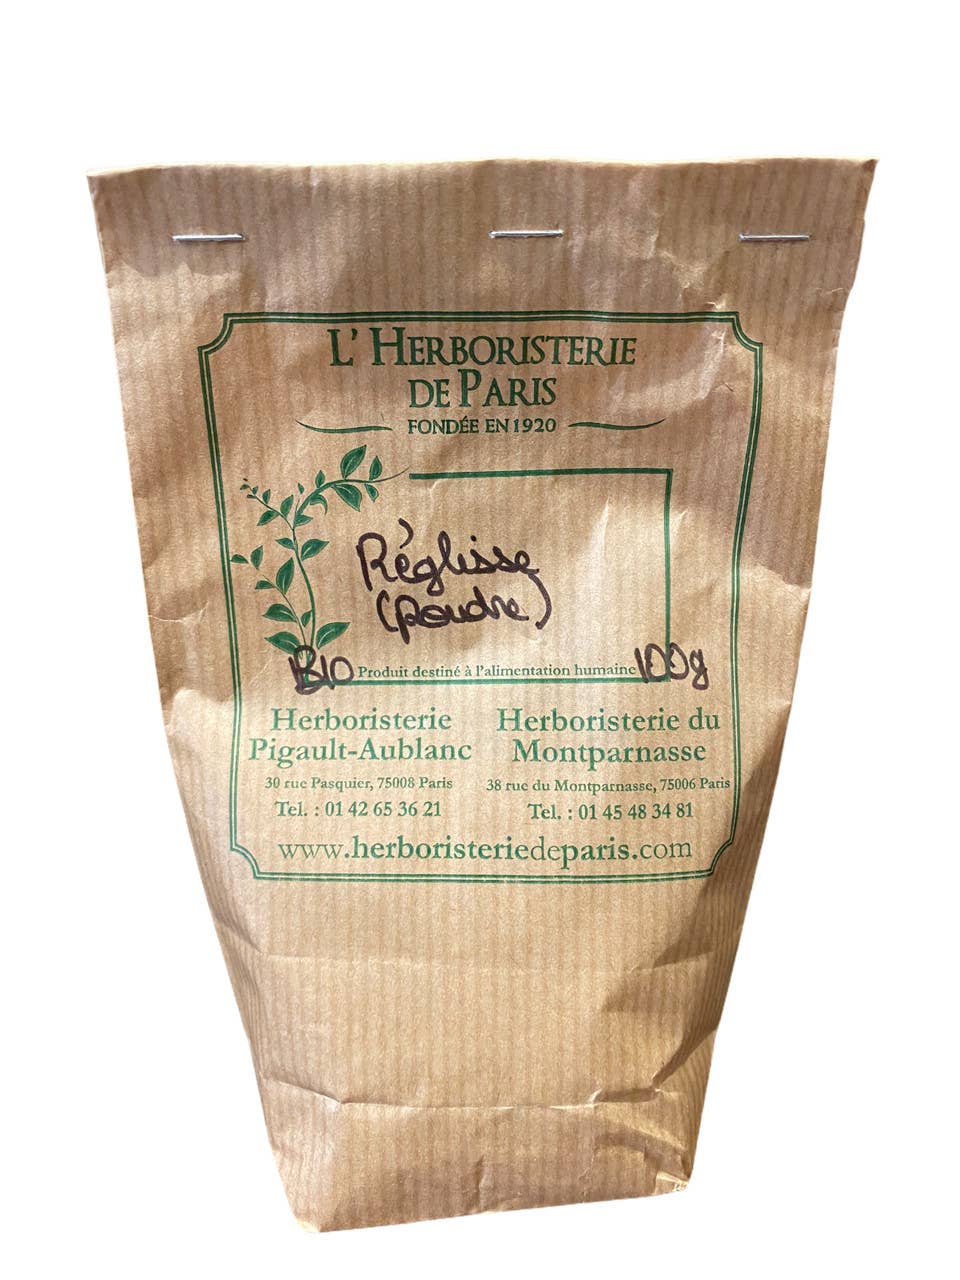 L' HERBORISTERIE
DE PARIS
FONDÉE EN 1920
Réglisse
(poudre)
BIO Produit destiné à l'alimentation humaine 100g
Herboristerie
Pigault-Aublanc
30 rue Pasquier, 75008 Paris
Tel. : 01 42 65 36 21
Herboristerie du
Montparnasse
38 rue du Montparnasse, 75006 Paris
Tel. : 01 45 48 34 81
www.herboristeriedeparis.com